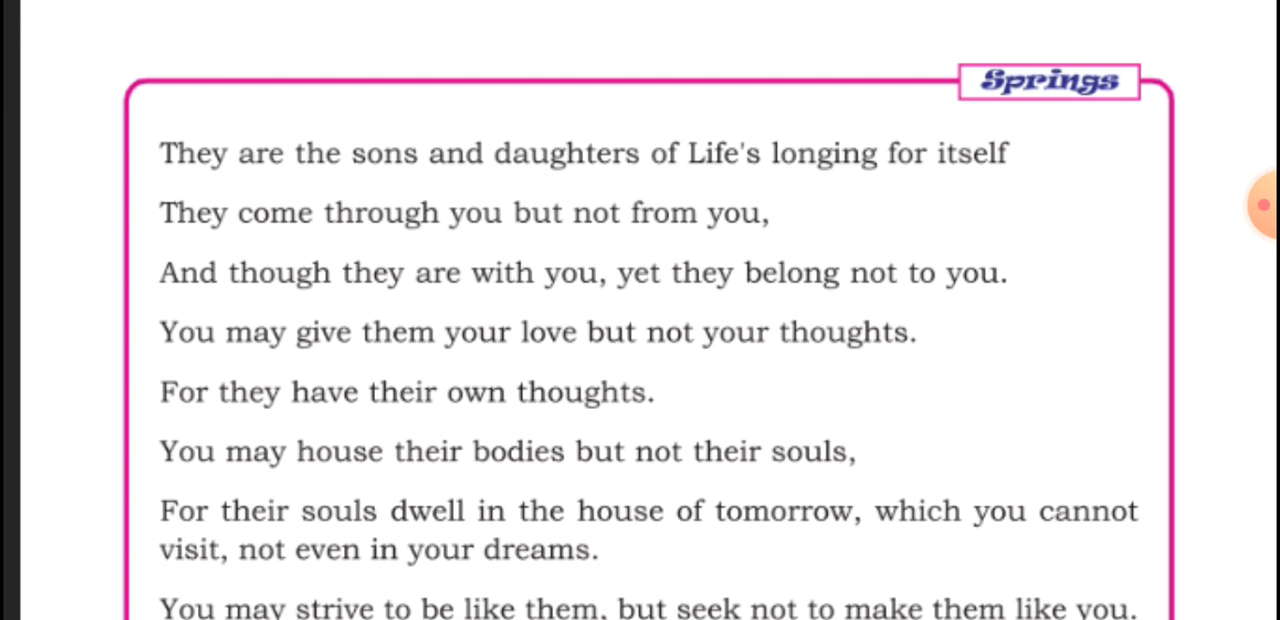 Springs
They are the sons and daughters of Life's longing for itself
They come through you but not from you,
And though they are with you, yet they belong not to you.
You may give them your love but not your thoughts.
For they have their own thoughts.
You may house their bodies but not their souls,
For their souls dwell in the house of tomorrow, which you cannot
visit, not even in your dreams.
You may strive to be like them, but seek not to make them like you.